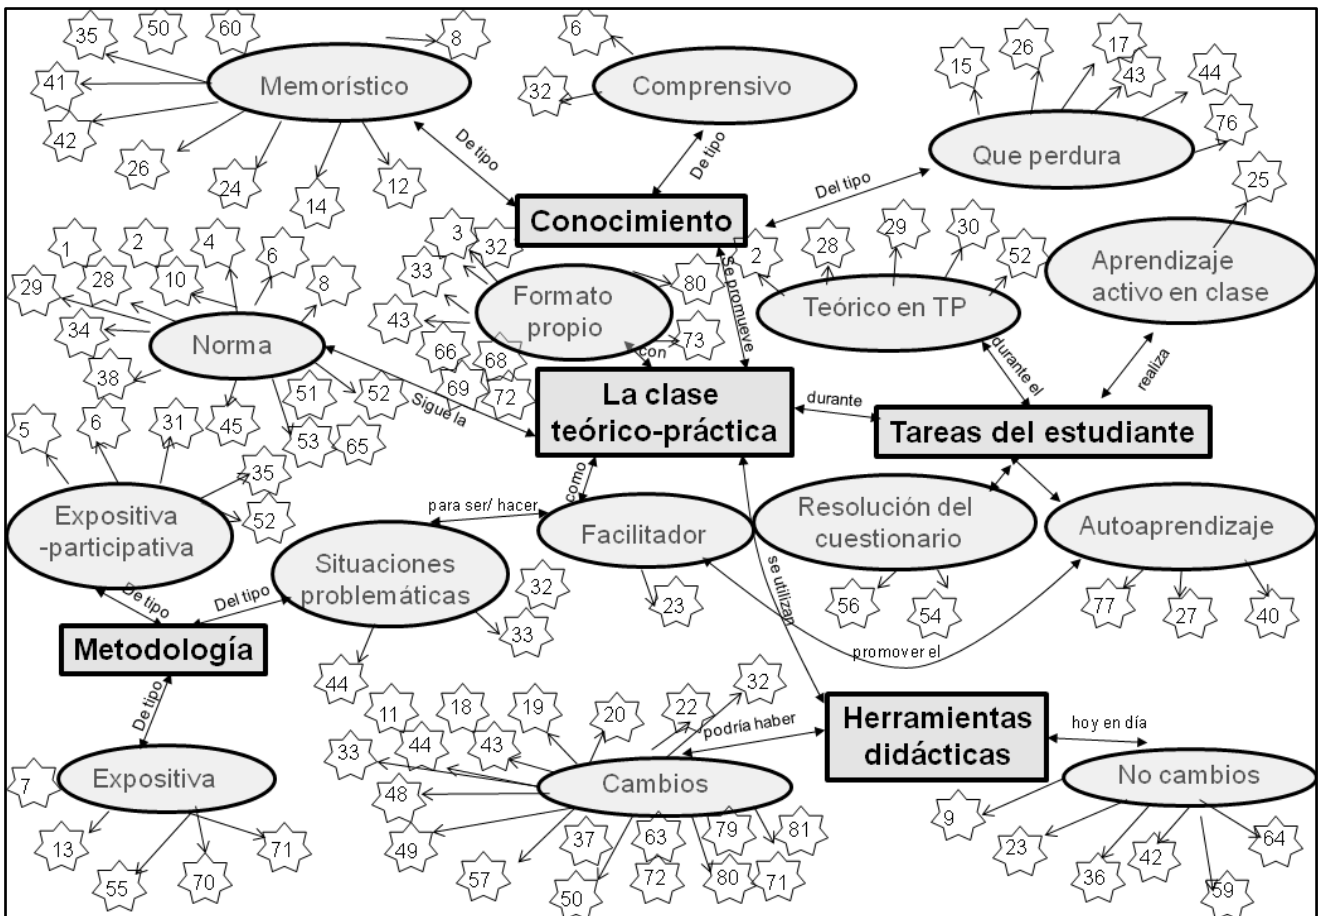 35
50
60
8
6
15
26
17
43
44
41
Memorístico
32
Comprensivo
76
42
De tipo
De tipo
Que perdura
26
24
14
12
Del tipo
25
Conocimiento
1
2
4
6
3
32
2
28
29
30
52
29
28
10
8
33
80
Se promueve
Aprendizaje
activo en clase
Formato
propio
Teórico en TP
34
Norma
43
66
68
con
73
durante el
realiza
38
51
52
69
72
Sigue la
La clase
teórico-práctica
durante
Tareas del estudiante
5
6
31
45
53
65
35
52
como
para ser/ hacer
Expositiva
-participativa
Facilitador
Resolución del
cuestionario
Autoaprendizaje
Situaciones
problemáticas
De tipo
Del tipo
32
33
23
se utilizan
56
54
77
27
40
Metodología
promover el
44
De tipo
11
18
19
20
22
32
podría haber
Herramientas
didácticas
hoy en día
33
44
43
7
Expositiva
48
Cambios
No cambios
9
13
55
70
71
49
57
37
50
63
72
79
80
81
71
23
36
42
59
64